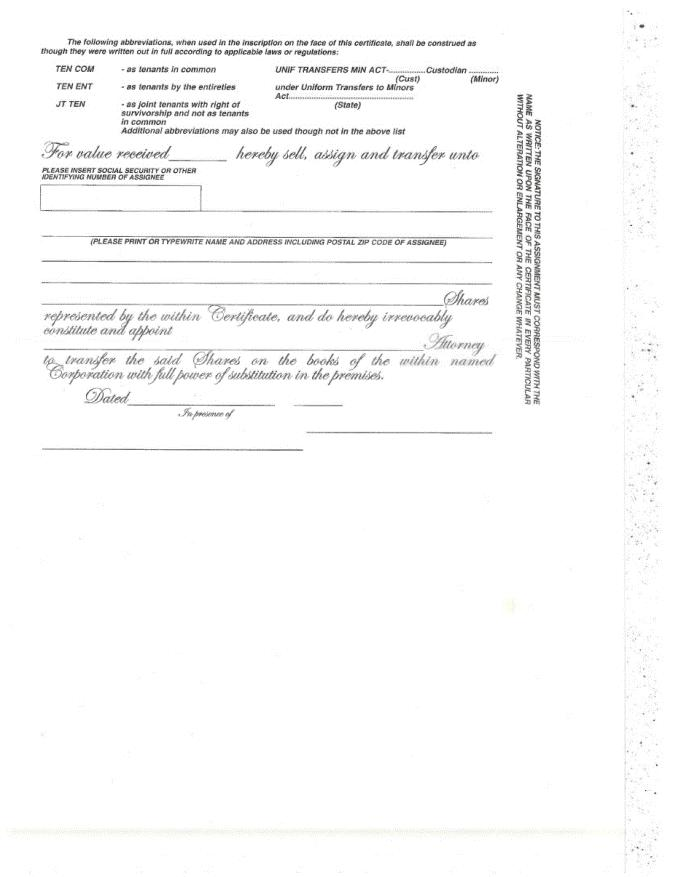 The following abbreviations, when used in the inscription on the face of this certificate, shall be construed as
though they were written out in full according to applicable laws or regulations:
TEN COM - as tenants in common UNIF TRANSFERS MIN ACT-...............Custodian ............
(Cust) (Minor)
TEN ENT - as tenants by the entireties under Uniform Transfers to Minors
Act.....................................................
JT TEN - as joint tenants with right of (State)
survivorship and not as tenants
in common
Additional abbreviations may also be used though not in the above list
For value received________ hereby sell, assign and transfer unto
PLEASE INSERT SOCIAL SECURITY OR OTHER
IDENTIFYING NUMBER OF ASSIGNEE
(PLEASE PRINT OR TYPEWRITE NAME AND ADDRESS INCLUDING POSTAL ZIP CODE OF ASSIGNEE)
Shares
represented by the within Certificate, and do hereby irrevocably
constitute and appoint
Attorney
to transfer the said Shares on the books of the within named
Corporation with full power of substitution in the premises.
Dated
In presence of
NOTICE: THE SIGNATURE TO THIS ASSIGNMENT MUST CORRESPOND WITH THE
NAME AS WRITTEN UPON THE FACE OF THE CERTIFICATE IN EVERY PARTICULAR
WITHOUT ALTERATION OR ENLARGEMENT OR ANY CHANGE WHATEVER.